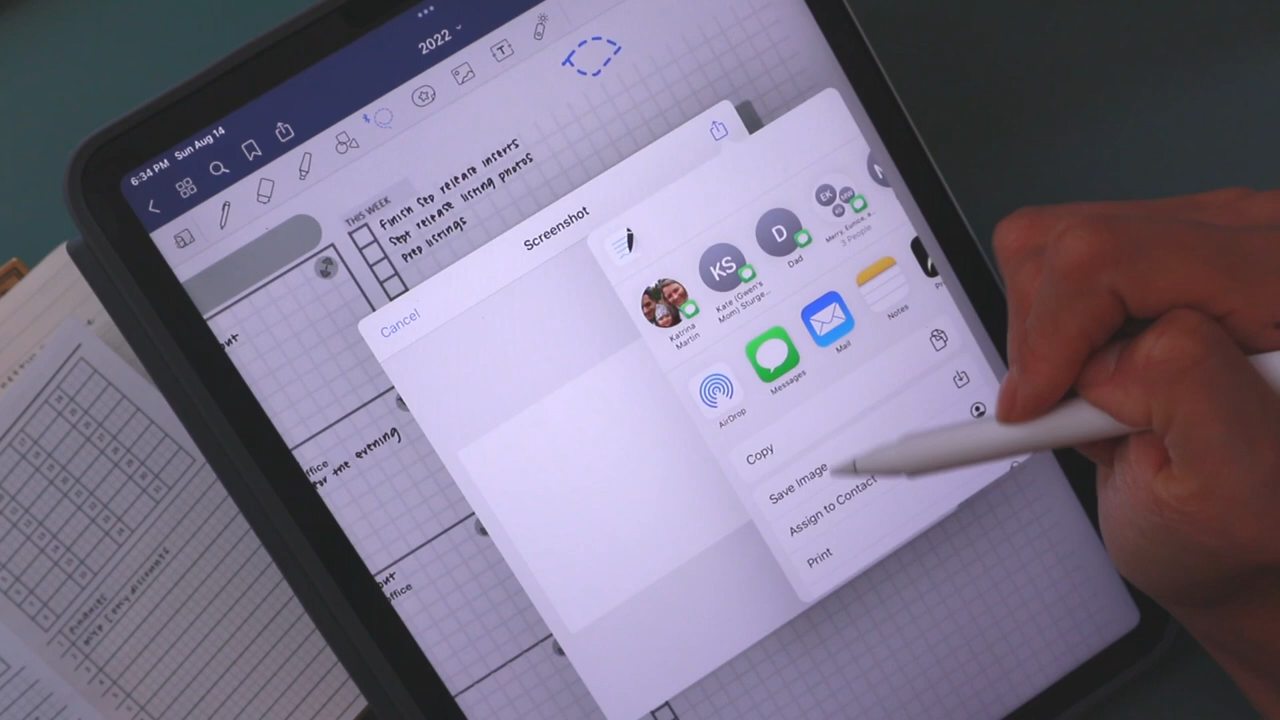 6:34 PM Sun Aug 14
2022
THIS WEEK
Finish Sep release inserts
Sept release listing photos
Prep listings
Screenshot
Cancel
EK
KS
D
Katrina
Martin
Kate (Gwen's
Mom) Sturge...
Dad
3 People
AirDrop
Messages
Mail
Notes
Copy
Save Image
Assign to Contact
Print
for the evening